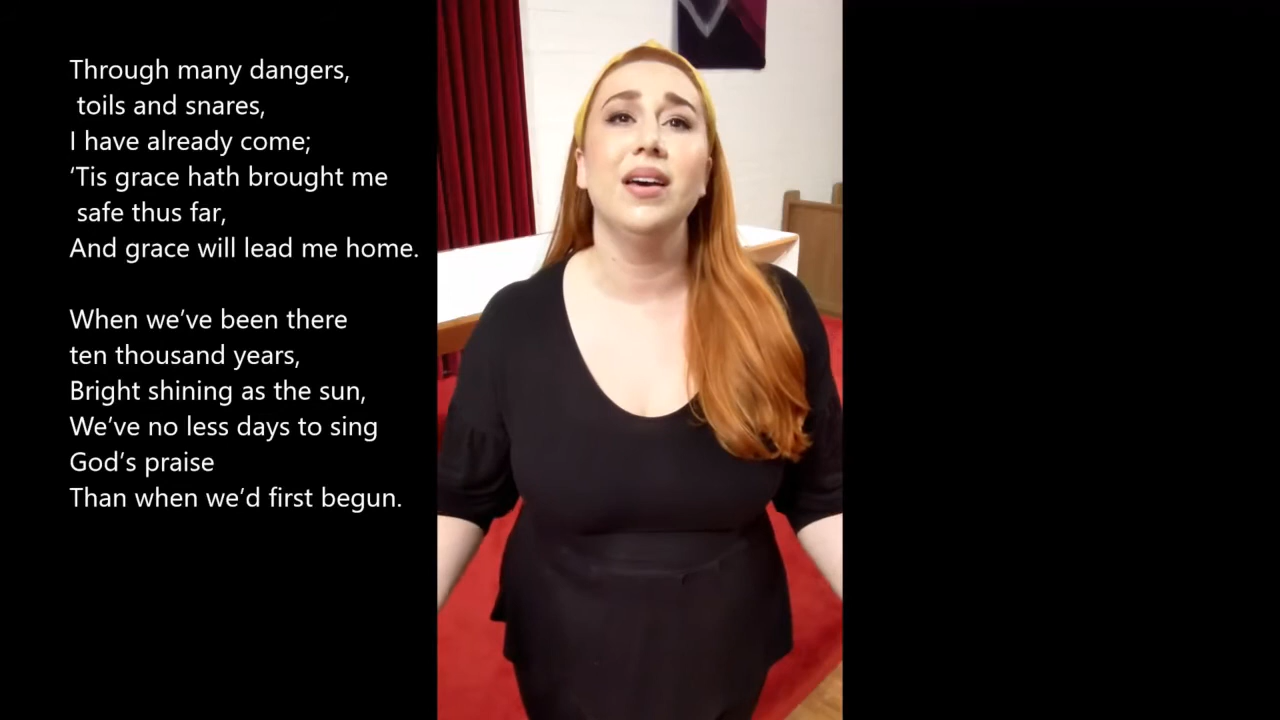 Through many dangers,
toils and snares,
I have already come;
‘Tis grace hath brought me
safe thus far,
And grace will lead me home.
When we’ve been there
ten thousand years,
Bright shining as the sun,
We’ve no less days to sing
God’s praise
Than when we’d first begun.